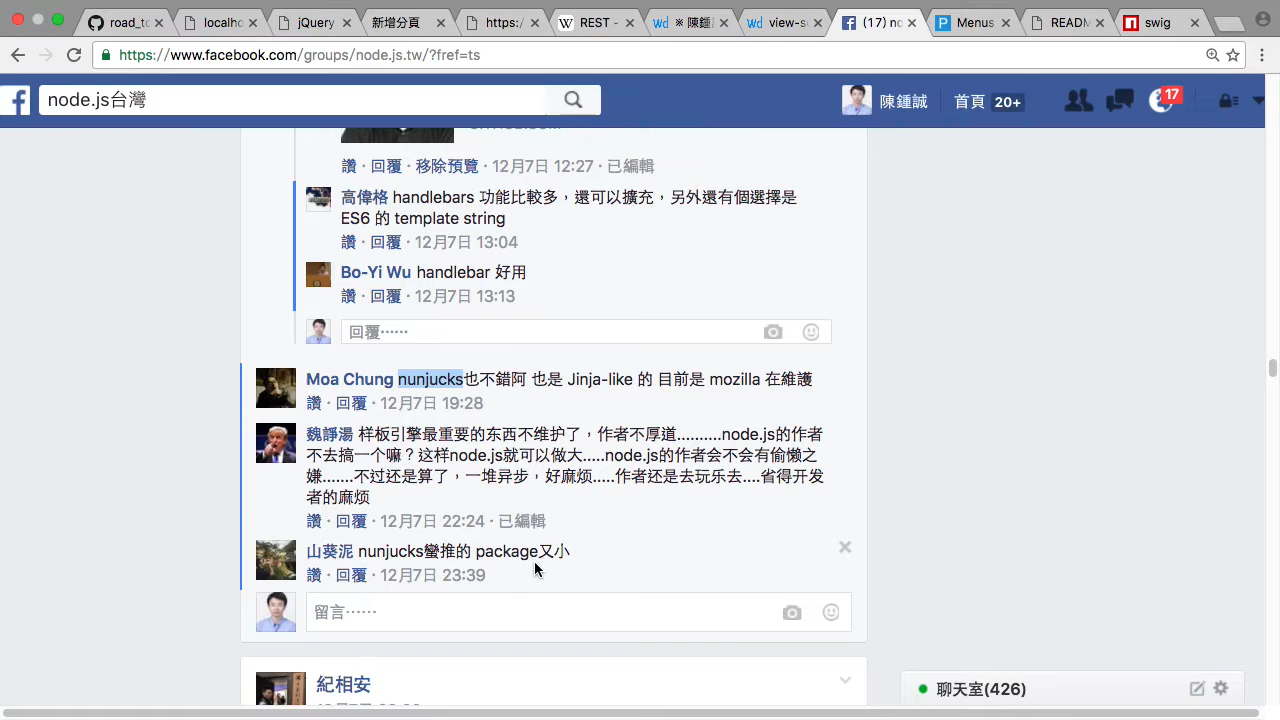 road_to
localho
jQuery
新增分頁
https:/
REST -
※ 陳鍾
view-s
(17) no
Menus
READM
swig
https://www.facebook.com/groups/node.js.tw/?fref=ts
node.js台灣
陳鍾誠
首頁 20+
17
讚 · 回覆 · 移除預覽 · 12月7日 12:27 · 已編輯
高偉格 handlebars 功能比較多，還可以擴充，另外還有個選擇是
ES6 的 template string
讚 · 回覆 · 12月7日 13:04
Bo-Yi Wu handlebar 好用
讚 · 回覆 · 12月7日 13:13
回覆……
Moa Chung nunjucks也不錯阿 也是 Jinja-like 的 目前是 mozilla 在維護
讚 · 回覆 · 12月7日 19:28
魏靜湯 样板引擎最重要的东西不维护了，作者不厚道..........node.js的作者
不去搞一个嘛？这样node.js就可以做大.....node.js的作者会不会有偷懒之
嫌.......不过还是算了，一堆异步，好麻烦.....作者还是去玩乐去....省得开发
者的麻烦
讚 · 回覆 · 12月7日 22:24 · 已編輯
山葵泥 nunjucks蠻推的 package又小
讚 · 回覆 · 12月7日 23:39
留言……
紀相安
聊天室(426)